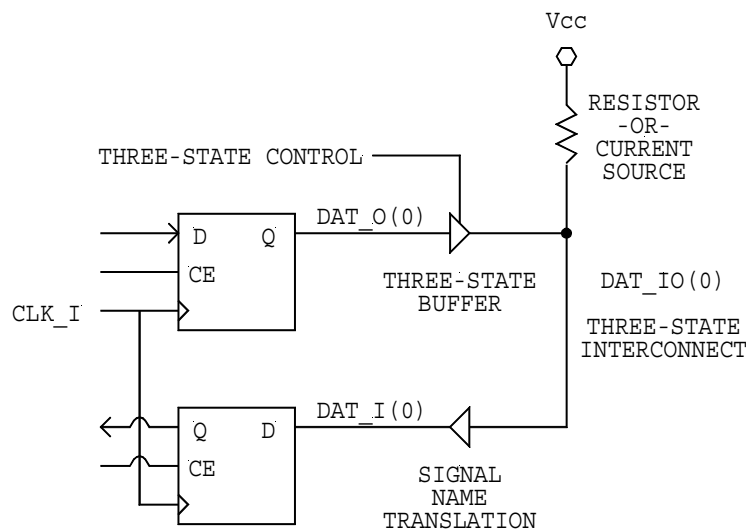 Vcc
RESISTOR
-OR-
CURRENT
SOURCE
THREE-STATE CONTROL
DAT_O(0)
D Q
CE
THREE-STATE
BUFFER
DAT_IO(0)
CLK_I
THREE-STATE
INTERCONNECT
DAT_I(0)
Q D
CE
SIGNAL
NAME
TRANSLATION